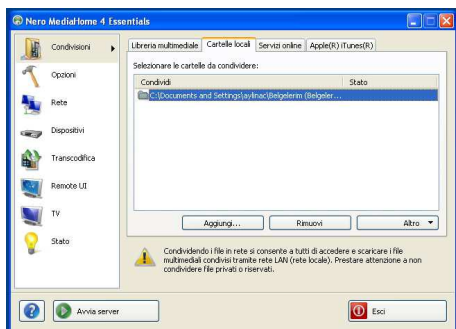 Nero MediaHome 4 Essentials
Condivisioni
Opzioni
Rete
Dispositivi
Transcodifica
Remote UI
TV
Stato
Libreria multimediale Cartelle locali Servizi online Apple(R) iTunes(R)
Selezionare le cartelle da condividere:
Condividi Stato
C:\Documents and Settings\aylinac\Belgelerim (Belgeler...
Aggiungi... Rimuovi Altro
Condividendo i file in rete si consente a tutti di accedere e scaricare i file
multimediali condivisi tramite rete LAN (rete locale). Prestare attenzione a non
condividere file privati o riservati.
Avvia server Esci